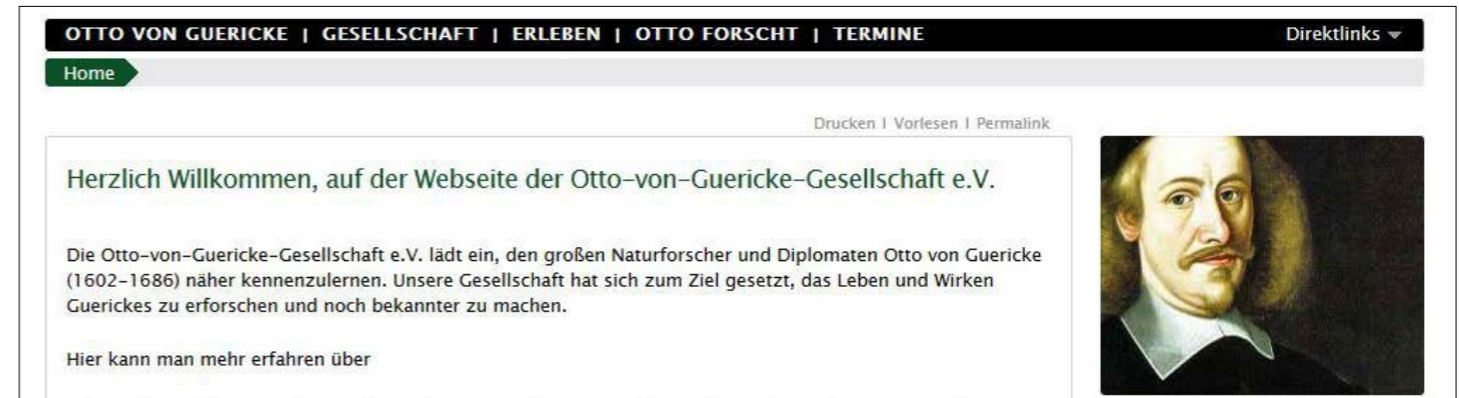 OTTO VON GUERICKE | GESELLSCHAFT | ERLEBEN | OTTO FORSCHT | TERMINE Direktlinks
Home
Drucken | Vorlesen | Permalink
Herzlich Willkommen, auf der Webseite der Otto-von-Guericke-Gesellschaft e.V.
Die Otto-von-Guericke-Gesellschaft e.V. lädt ein, den großen Naturforscher und Diplomaten Otto von Guericke
(1602-1686) näher kennenzulernen. Unsere Gesellschaft hat sich zum Ziel gesetzt, das Leben und Wirken
Guerickes zu erforschen und noch bekannter zu machen.
Hier kann man mehr erfahren über